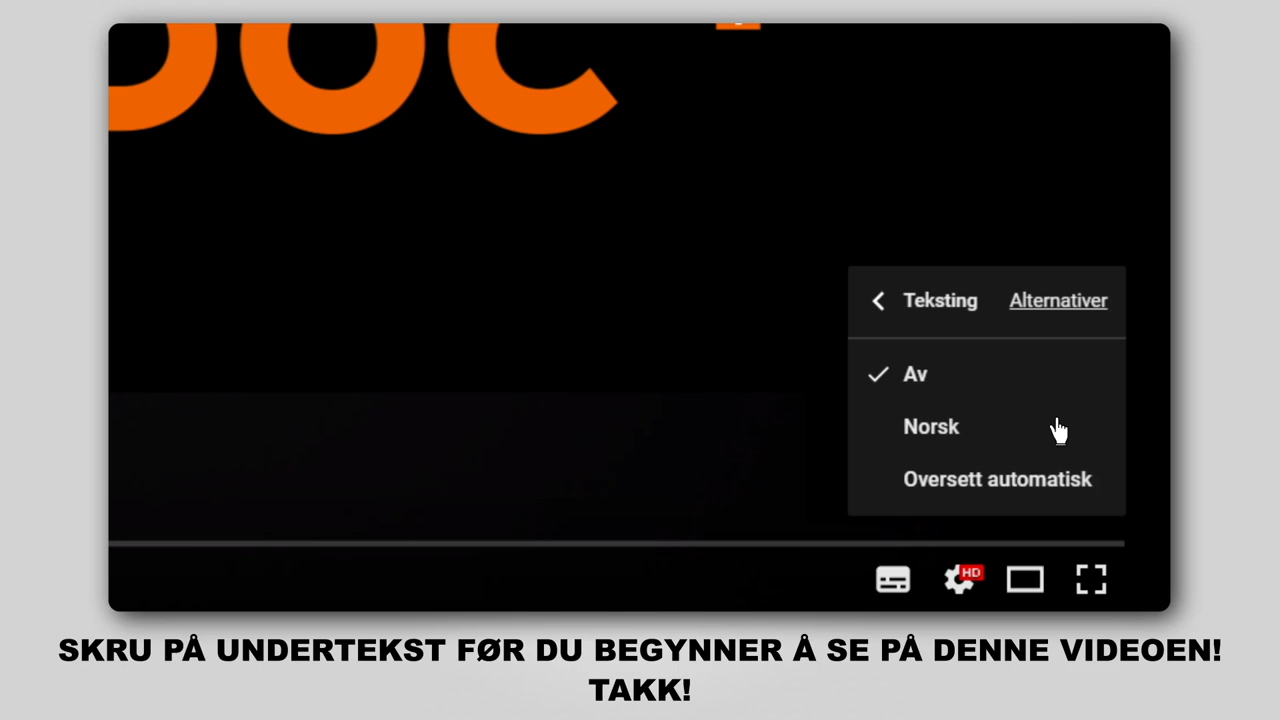 Teksting Alternativer
Av
Norsk
Oversett automatisk
HD
SKRU PÅ UNDERTEKST FØR DU BEGYNNER Å SE PÅ DENNE VIDEOEN!
TAKK!